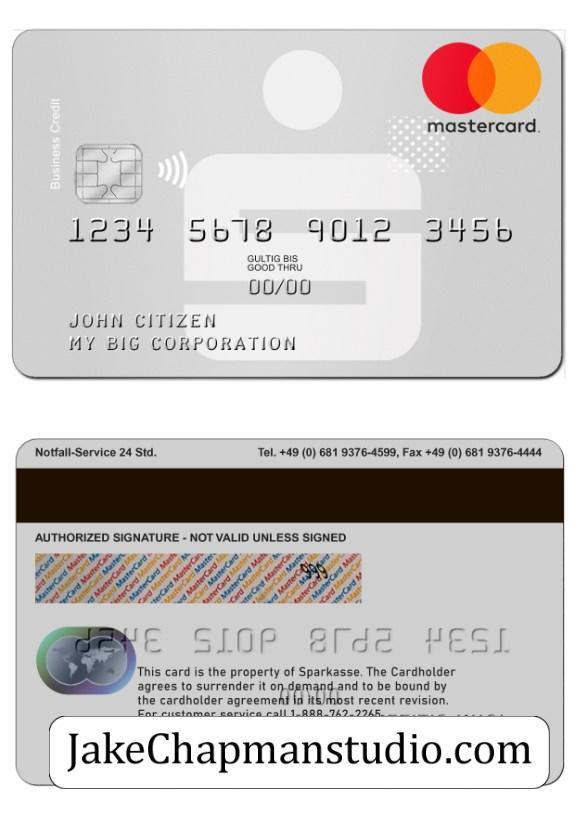 mastercard.
Business Credit
1234 5678 9012 3456
GULTIG BIS
GOOD THRU
00/00
JOHN CITIZEN
MY BIG CORPORATION
Notfall-Service 24 Std. Tel. +49 (0) 681 9376-4599, Fax +49 (0) 681 9376-4444
AUTHORIZED SIGNATURE - NOT VALID UNLESS SIGNED
999
This card is the property of Sparkasse. The Cardholder
agrees to surrender it on demand and to be bound by
the cardholder agreement in its most recent revision.
For customer service call 1-888-762-2265
JakeChapmanstudio.com